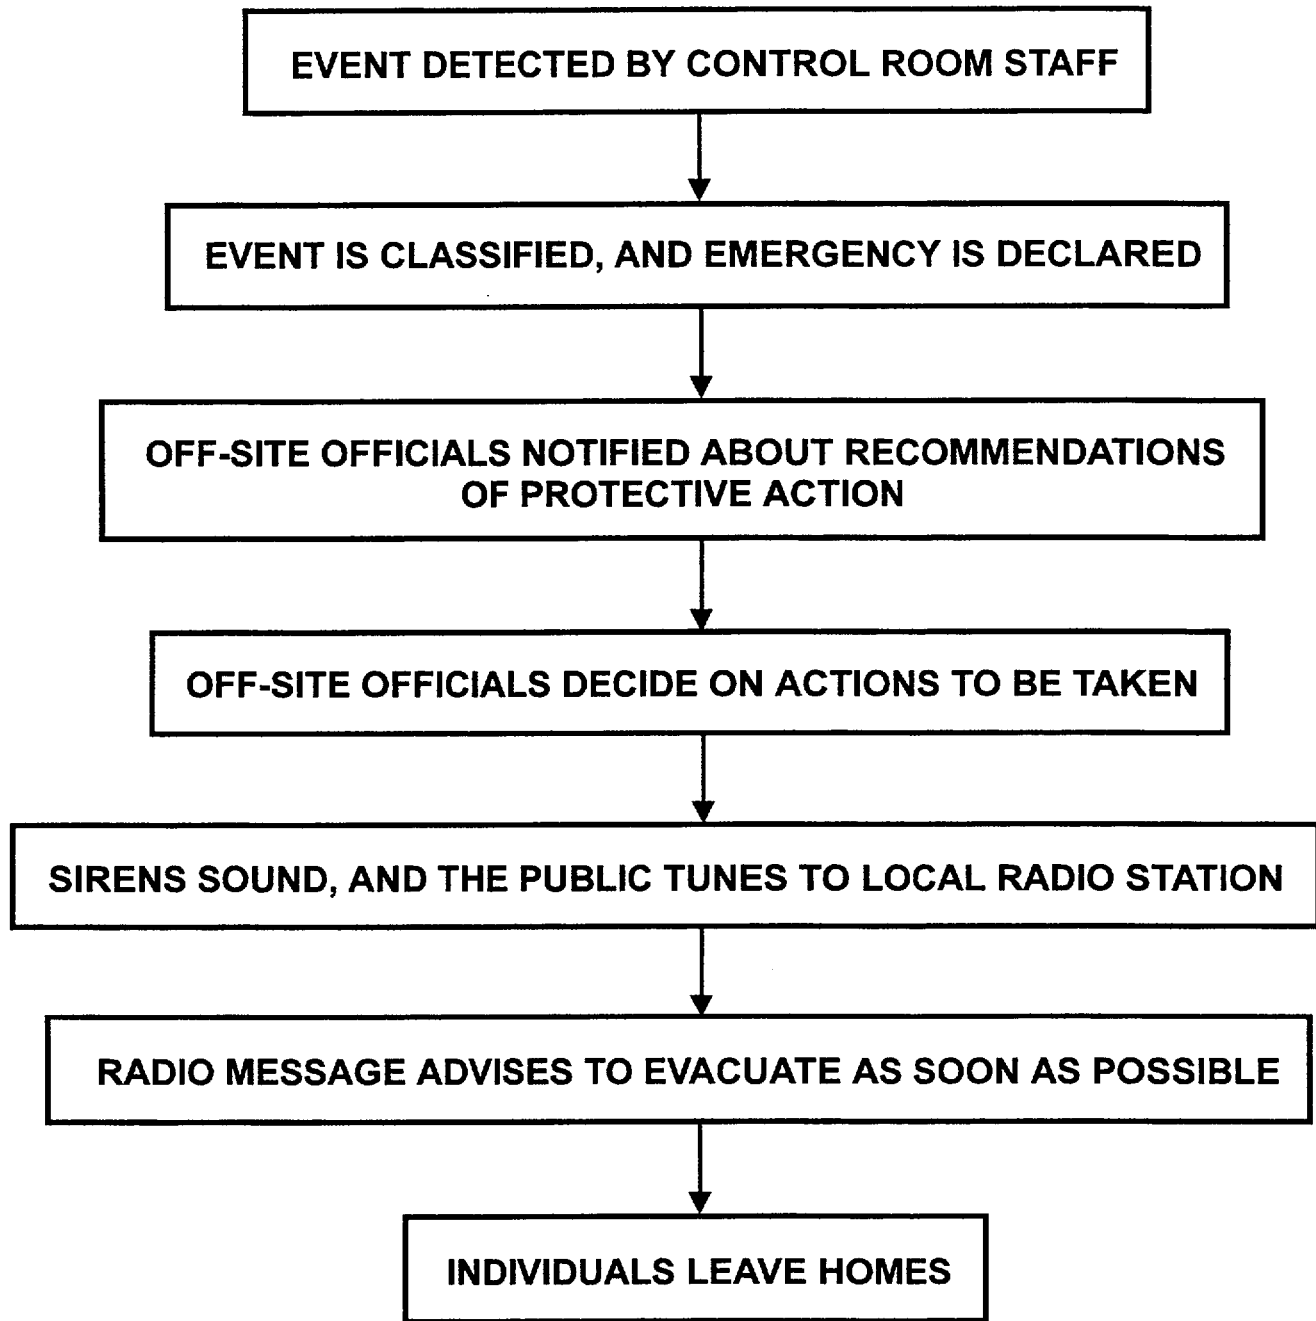 EVENT DETECTED BY CONTROL ROOM STAFF
EVENT IS CLASSIFIED, AND EMERGENCY IS DECLARED
OFF-SITE OFFICIALS NOTIFIED ABOUT RECOMMENDATIONS
OF PROTECTIVE ACTION
OFF-SITE OFFICIALS DECIDE ON ACTIONS TO BE TAKEN
SIRENS SOUND, AND THE PUBLIC TUNES TO LOCAL RADIO STATION
RADIO MESSAGE ADVISES TO EVACUATE AS SOON AS POSSIBLE
INDIVIDUALS LEAVE HOMES